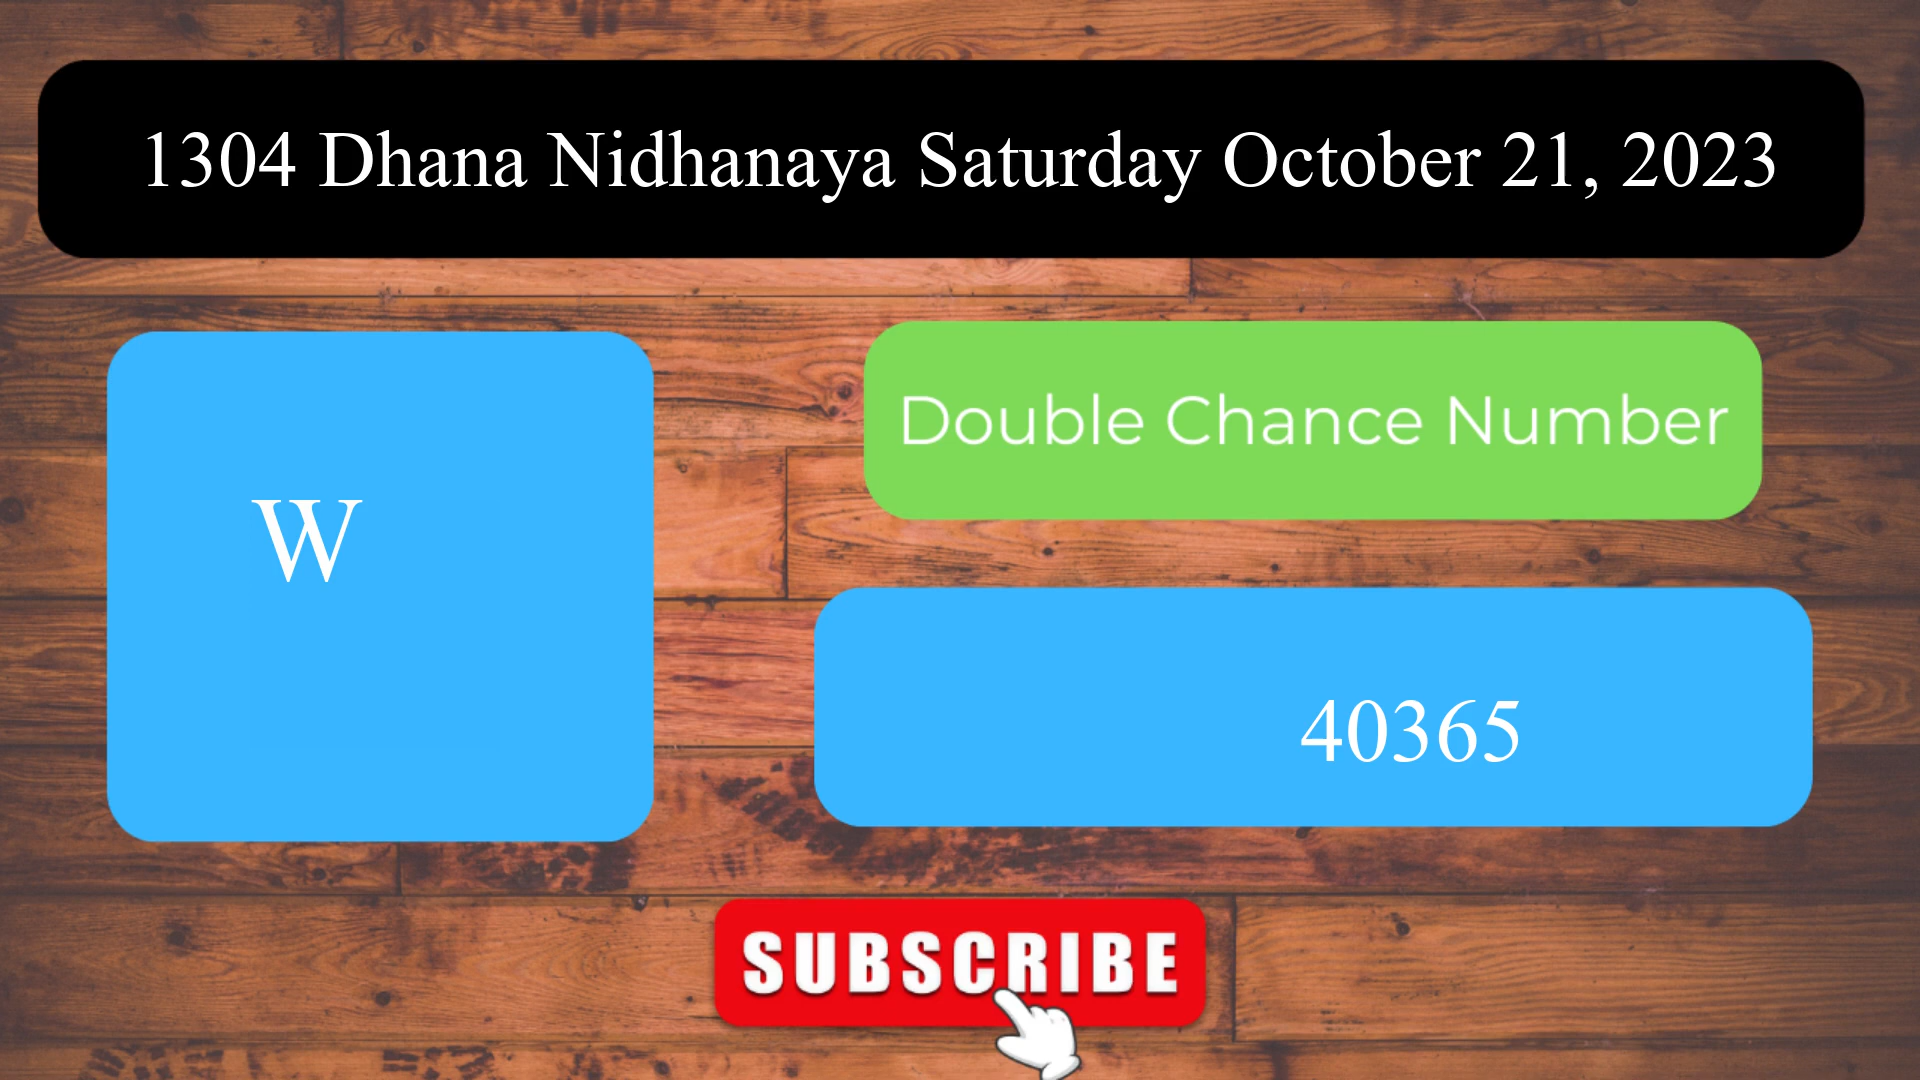 1304 Dhana Nidhanaya Saturday October 21, 2023
W
Double Chance Number
40365
SUBSCRIBE